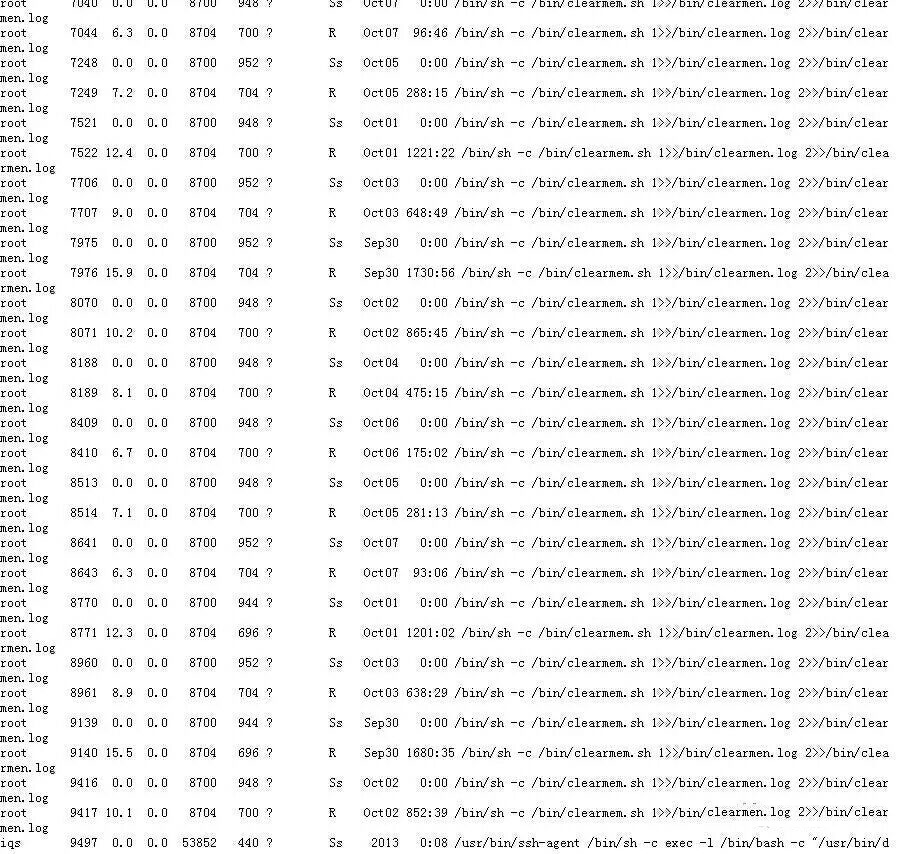 root      7040  0.0  0.0   8700   948 ?        Ss   Oct07   0:00 /bin/sh -c /bin/clearmem.sh 1>>/bin/clearmen.log 2>>/bin/clear
men.log
root      7044  6.3  0.0   8704   700 ?        R    Oct07  96:46 /bin/sh -c /bin/clearmem.sh 1>>/bin/clearmen.log 2>>/bin/clear
men.log
root      7248  0.0  0.0   8700   952 ?        Ss   Oct05   0:00 /bin/sh -c /bin/clearmem.sh 1>>/bin/clearmen.log 2>>/bin/clear
men.log
root      7249  7.2  0.0   8704   704 ?        R    Oct05 288:15 /bin/sh -c /bin/clearmem.sh 1>>/bin/clearmen.log 2>>/bin/clear
men.log
root      7521  0.0  0.0   8700   948 ?        Ss   Oct01   0:00 /bin/sh -c /bin/clearmem.sh 1>>/bin/clearmen.log 2>>/bin/clear
men.log
root      7522 12.4  0.0   8704   700 ?        R    Oct01 1221:22 /bin/sh -c /bin/clearmem.sh 1>>/bin/clearmen.log 2>>/bin/clea
rmen.log
root      7706  0.0  0.0   8700   952 ?        Ss   Oct03   0:00 /bin/sh -c /bin/clearmem.sh 1>>/bin/clearmen.log 2>>/bin/clear
men.log
root      7707  9.0  0.0   8704   704 ?        R    Oct03 648:49 /bin/sh -c /bin/clearmem.sh 1>>/bin/clearmen.log 2>>/bin/clear
men.log
root      7975  0.0  0.0   8700   952 ?        Ss   Sep30   0:00 /bin/sh -c /bin/clearmem.sh 1>>/bin/clearmen.log 2>>/bin/clear
men.log
root      7976 15.9  0.0   8704   704 ?        R    Sep30 1730:56 /bin/sh -c /bin/clearmem.sh 1>>/bin/clearmen.log 2>>/bin/clea
rmen.log
root      8070  0.0  0.0   8700   948 ?        Ss   Oct02   0:00 /bin/sh -c /bin/clearmem.sh 1>>/bin/clearmen.log 2>>/bin/clear
men.log
root      8071 10.2  0.0   8704   700 ?        R    Oct02 865:45 /bin/sh -c /bin/clearmem.sh 1>>/bin/clearmen.log 2>>/bin/clear
men.log
root      8188  0.0  0.0   8700   948 ?        Ss   Oct04   0:00 /bin/sh -c /bin/clearmem.sh 1>>/bin/clearmen.log 2>>/bin/clear
men.log
root      8189  8.1  0.0   8704   700 ?        R    Oct04 475:15 /bin/sh -c /bin/clearmem.sh 1>>/bin/clearmen.log 2>>/bin/clear
men.log
root      8409  0.0  0.0   8700   948 ?        Ss   Oct06   0:00 /bin/sh -c /bin/clearmem.sh 1>>/bin/clearmen.log 2>>/bin/clear
men.log
root      8410  6.7  0.0   8704   700 ?        R    Oct06 175:02 /bin/sh -c /bin/clearmem.sh 1>>/bin/clearmen.log 2>>/bin/clear
men.log
root      8513  0.0  0.0   8700   948 ?        Ss   Oct05   0:00 /bin/sh -c /bin/clearmem.sh 1>>/bin/clearmen.log 2>>/bin/clear
men.log
root      8514  7.1  0.0   8704   700 ?        R    Oct05 281:13 /bin/sh -c /bin/clearmem.sh 1>>/bin/clearmen.log 2>>/bin/clear
men.log
root      8641  0.0  0.0   8700   952 ?        Ss   Oct07   0:00 /bin/sh -c /bin/clearmem.sh 1>>/bin/clearmen.log 2>>/bin/clear
men.log
root      8643  6.3  0.0   8704   704 ?        R    Oct07  93:06 /bin/sh -c /bin/clearmem.sh 1>>/bin/clearmen.log 2>>/bin/clear
men.log
root      8770  0.0  0.0   8700   944 ?        Ss   Oct01   0:00 /bin/sh -c /bin/clearmem.sh 1>>/bin/clearmen.log 2>>/bin/clear
men.log
root      8771 12.3  0.0   8704   696 ?        R    Oct01 1201:02 /bin/sh -c /bin/clearmem.sh 1>>/bin/clearmen.log 2>>/bin/clea
rmen.log
root      8960  0.0  0.0   8700   952 ?        Ss   Oct03   0:00 /bin/sh -c /bin/clearmem.sh 1>>/bin/clearmen.log 2>>/bin/clear
men.log
root      8961  8.9  0.0   8704   704 ?        R    Oct03 638:29 /bin/sh -c /bin/clearmem.sh 1>>/bin/clearmen.log 2>>/bin/clear
men.log
root      9139  0.0  0.0   8700   944 ?        Ss   Sep30   0:00 /bin/sh -c /bin/clearmem.sh 1>>/bin/clearmen.log 2>>/bin/clear
men.log
root      9140 15.5  0.0   8704   696 ?        R    Sep30 1680:35 /bin/sh -c /bin/clearmem.sh 1>>/bin/clearmen.log 2>>/bin/clea
rmen.log
root      9416  0.0  0.0   8700   948 ?        Ss   Oct02   0:00 /bin/sh -c /bin/clearmem.sh 1>>/bin/clearmen.log 2>>/bin/clear
men.log
root      9417 10.1  0.0   8704   700 ?        R    Oct02 852:39 /bin/sh -c /bin/clearmem.sh 1>>/bin/clearmen.log 2>>/bin/clear
men.log
iqs       9497  0.0  0.0  53852   440 ?        Ss    2013   0:08 /usr/bin/ssh-agent /bin/sh -c exec -l /bin/bash -c "/usr/bin/d